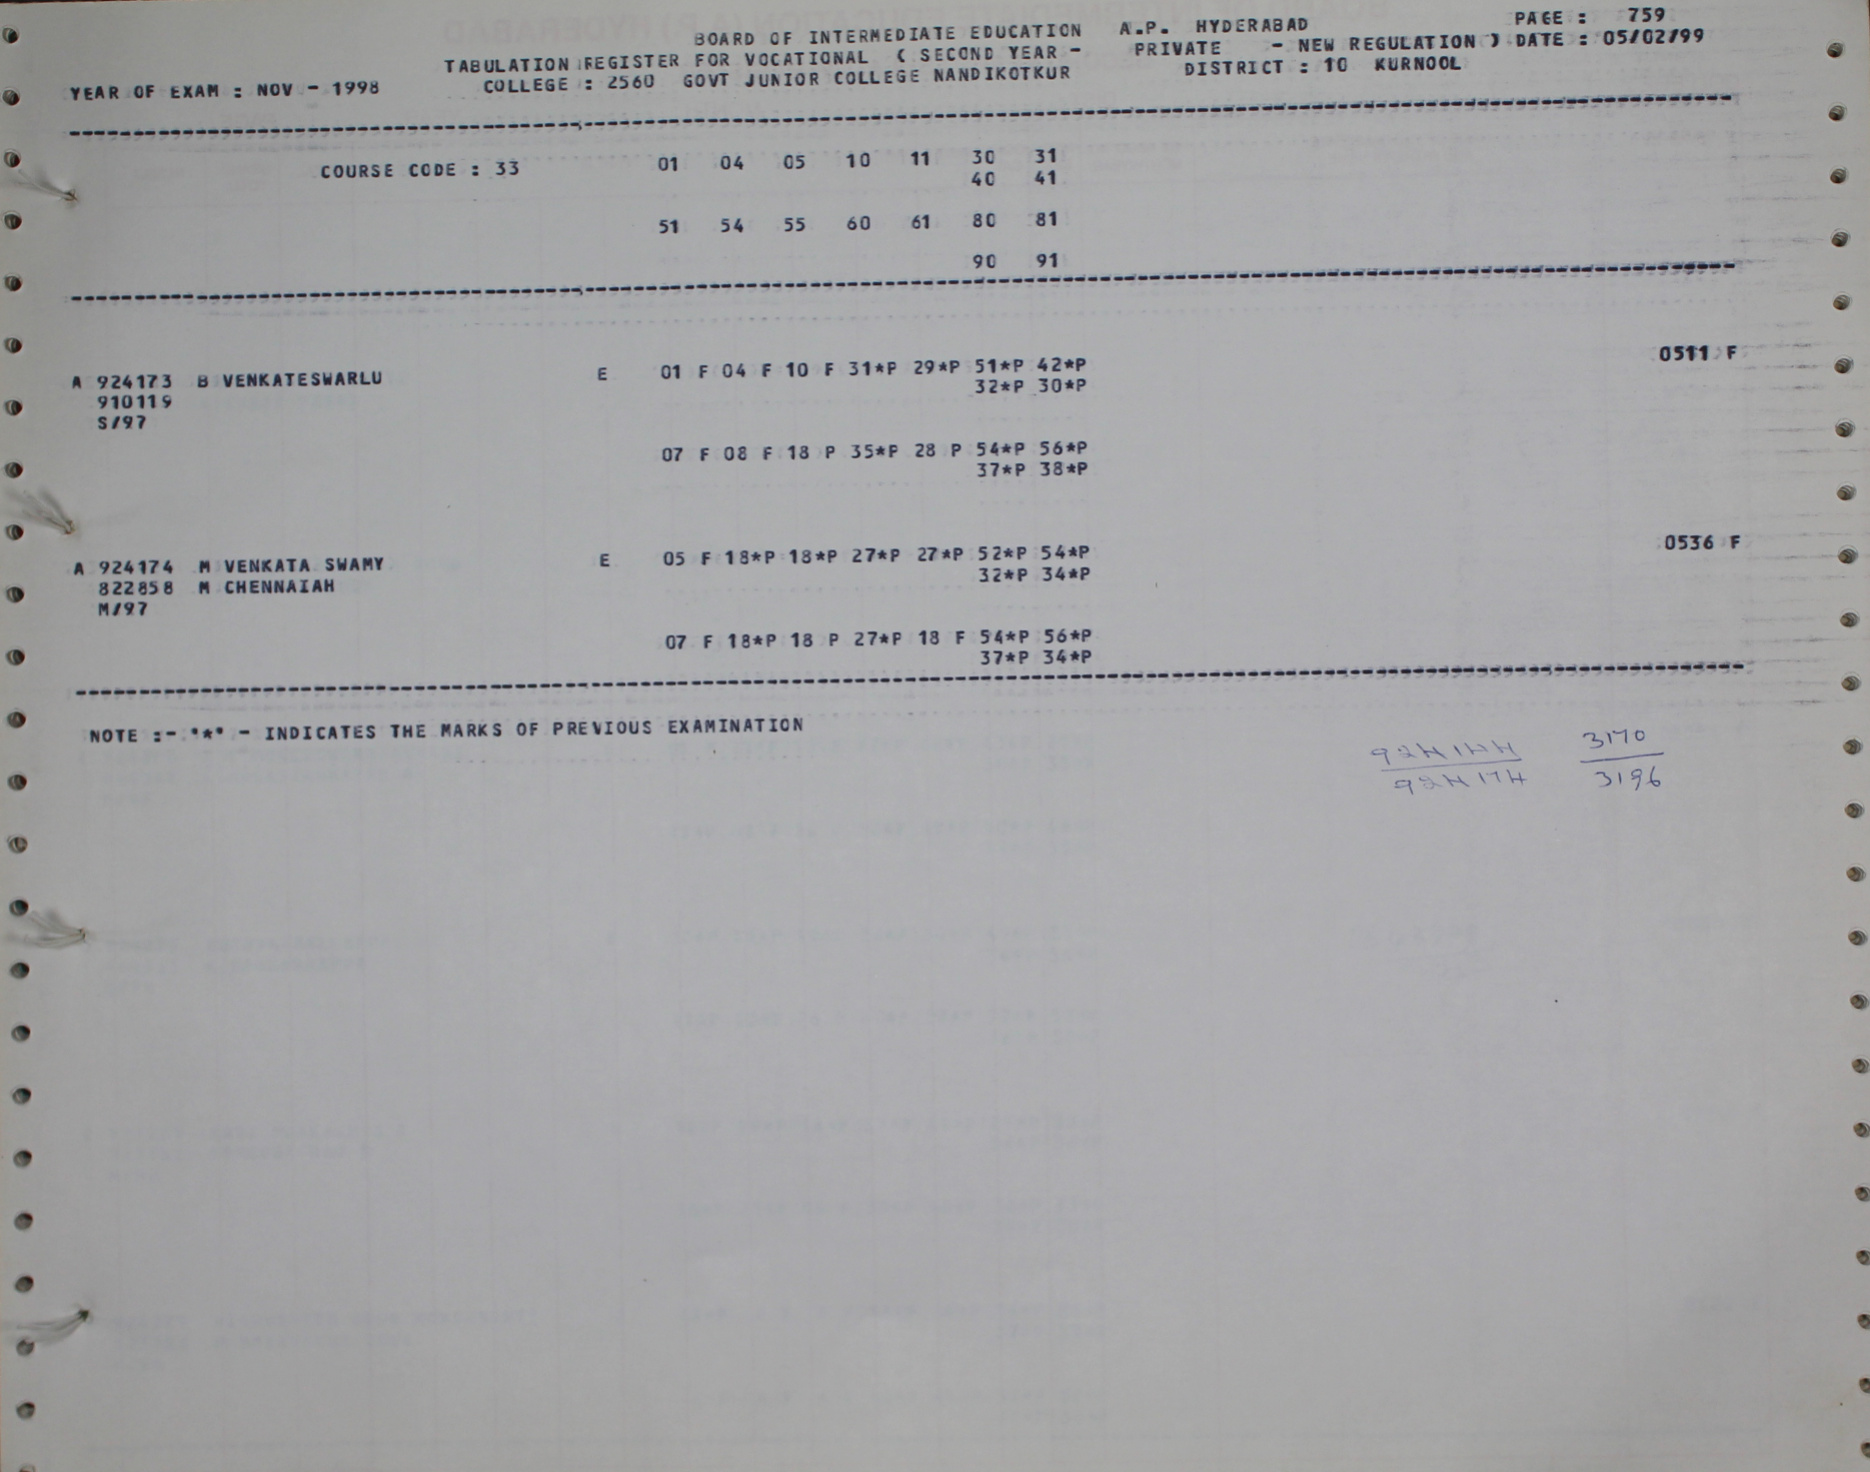 BOARD OF INTERMEDIATE EDUCATION A.P. HYDERABAD PAGE : 759
TABULATION REGISTER FOR VOCATIONAL ( SECOND YEAR - PRIVATE - NEW REGULATION ) DATE : 05/02/99
YEAR OF EXAM : NOV - 1998 COLLEGE : 2560 GOVT JUNIOR COLLEGE NANDIKOTKUR DISTRICT : 10 KURNOOL
COURSE CODE : 33 01 04 05 10 11 30 31
40 41
51 54 55 60 61 80 81
90 91
A 924173 B VENKATESWARLU E 01 F 04 F 10 F 31*P 29*P 51*P 42*P 0511 F
910119 32*P 30*P
S/97
07 F 08 F 18 P 35*P 28 P 54*P 56*P
37*P 38*P
A 924174 M VENKATA SWAMY E 05 F 18*P 18*P 27*P 27*P 52*P 54*P 0536 F
822858 M CHENNAIAH 32*P 34*P
M/97
07 F 18*P 18 P 27*P 18 F 54*P 56*P
37*P 34*P
NOTE :- '*' - INDICATES THE MARKS OF PREVIOUS EXAMINATION
3170
3196